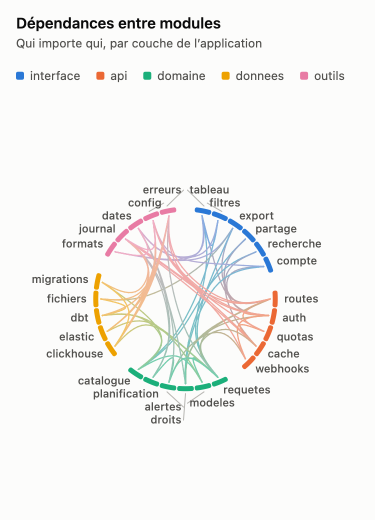 Dépendances entre modules
Qui importe qui, par couche de l'application
interface api domaine donnees outils
erreurs tableau
config filtres
dates export
journal partage
formats recherche
compte
migrations
fichiers routes
dbt auth
elastic quotas
clickhouse cache
webhooks
catalogue
planification requetes
alertes modeles
droits